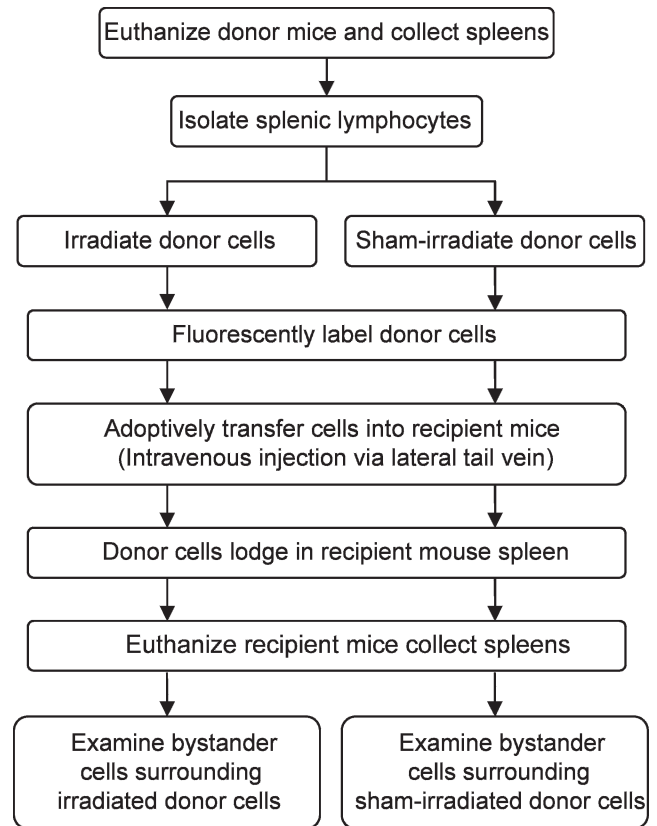 Euthanize donor mice and collect spleens
Isolate splenic lymphocytes
Irradiate donor cells
Sham-irradiate donor cells
Fluorescently label donor cells
Adoptively transfer cells into recipient mice
(Intravenous injection via lateral tail vein)
Donor cells lodge in recipient mouse spleen
Euthanize recipient mice collect spleens
Examine bystander
cells surrounding
irradiated donor cells
Examine bystander
cells surrounding
sham-irradiated donor cells